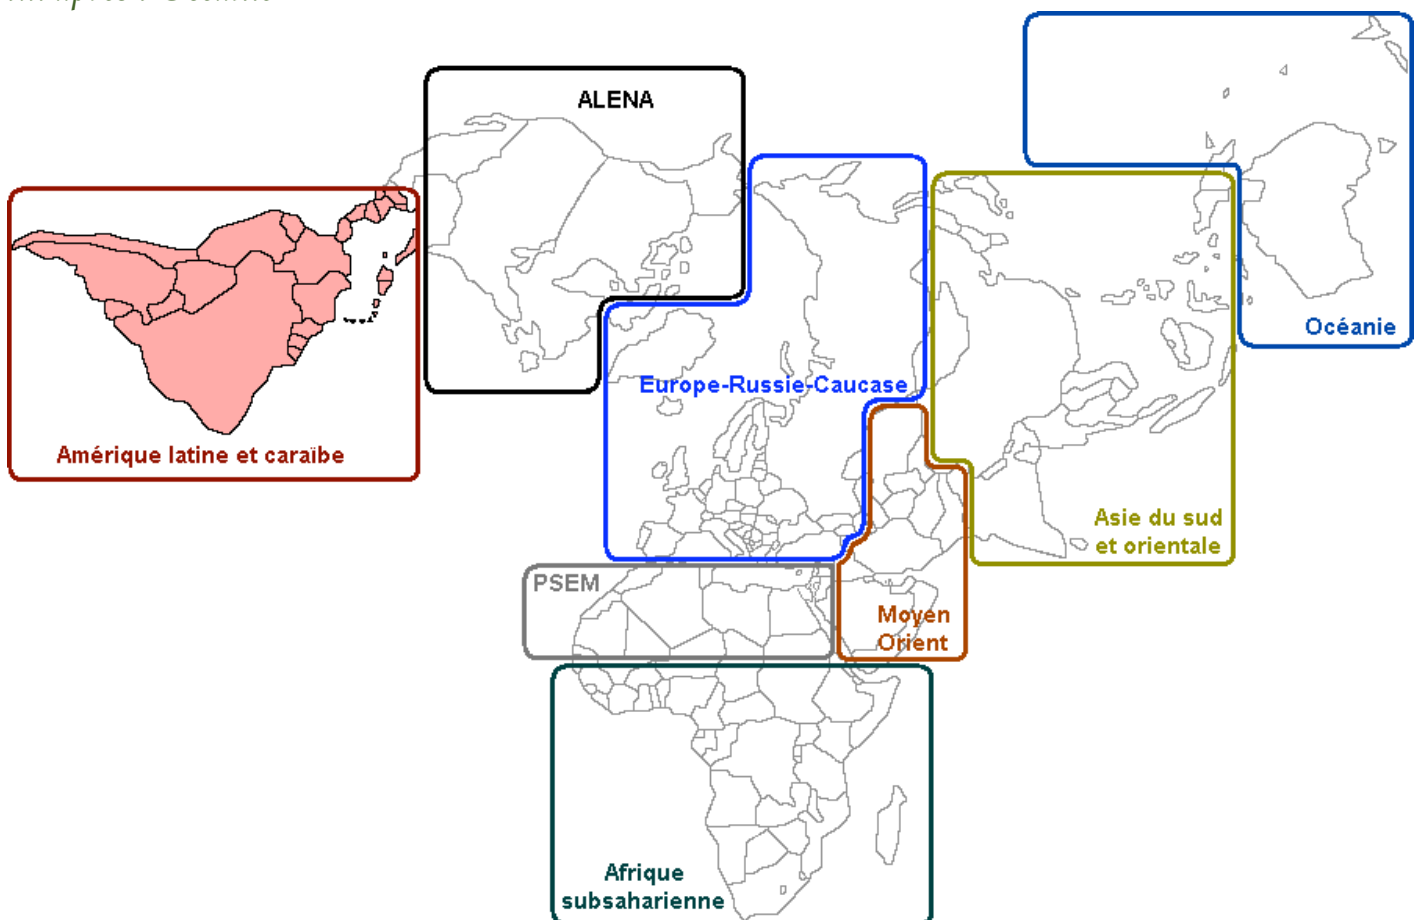 ALENA
Océanie
Europe-Russie-Caucase
Amérique latine et caraïbe
Asie du sud
et orientale
PSEM
Moyen
Orient
Afrique
subsaharienne